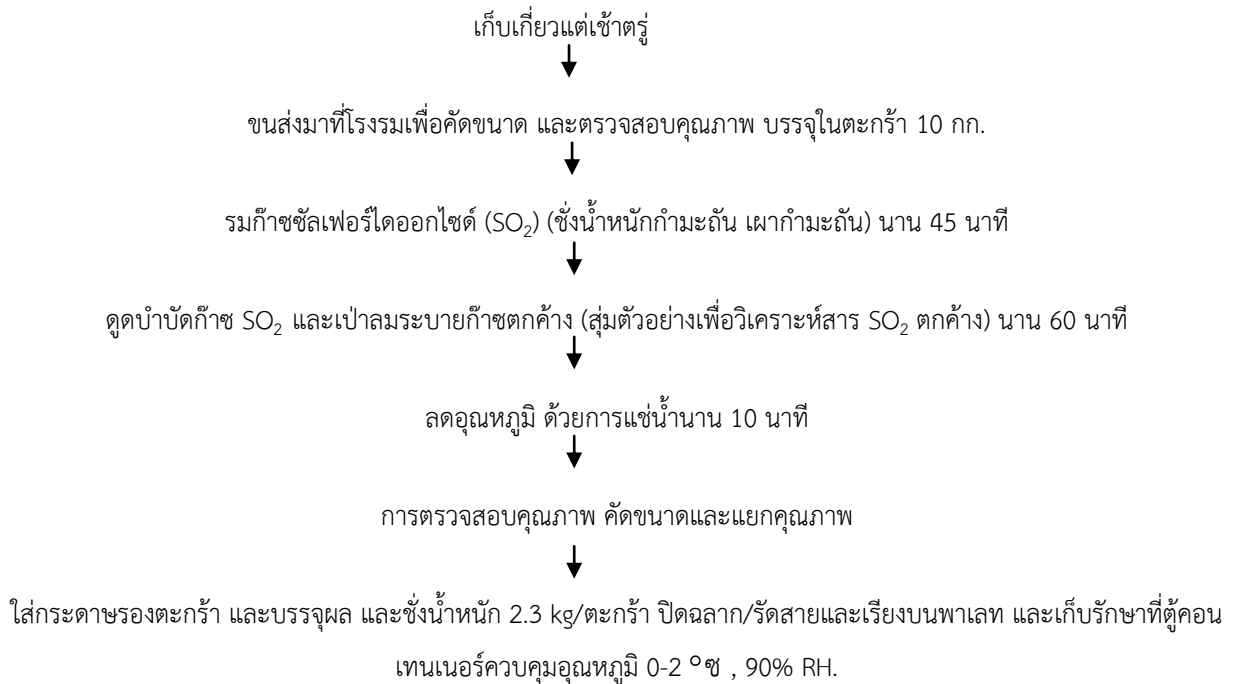 เก็บเกี่ยวแต่เช้าตรู่
ขนส่งมาที่โรงรมเพื่อคัดขนาด และตรวจสอบคุณภาพ บรรจุในตะกร้า 10 กก.
รมก๊าซซัลเฟอร์ไดออกไซด์ (SO₂) (ชั่งน้ำหนักกำมะถัน เผากำมะถัน) นาน 45 นาที
ดูดบำบัดก๊าซ SO₂ และเป่าลมระบายก๊าซตกค้าง (สุ่มตัวอย่างเพื่อวิเคราะห์สาร SO₂ ตกค้าง) นาน 60 นาที
ลดอุณหภูมิ ด้วยการแช่น้ำนาน 10 นาที
การตรวจสอบคุณภาพ คัดขนาดและแยกคุณภาพ
ใส่กระดาษรองตะกร้า และบรรจุผล และชั่งน้ำหนัก 2.3 kg/ตะกร้า ปิดฉลาก/รัดสายและเรียงบนพาเลท และเก็บรักษาที่ตู้คอน
เทนเนอร์ควบคุมอุณหภูมิ 0-2 °ซ , 90% RH.